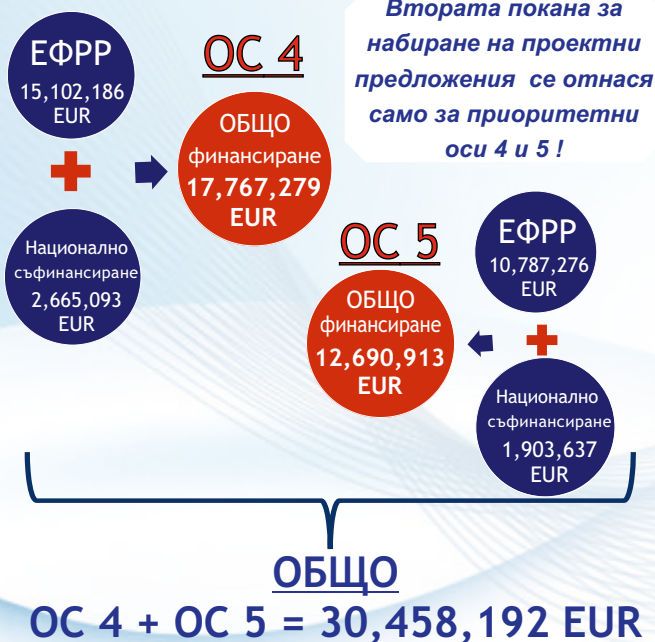 ЕФРР
15,102,186
EUR
Национално
съфинансиране
2,665,093
EUR
ОС 4
ОБЩО
финансиране
17,767,279
EUR
Втората покана за
набиране на проектни
предложения се отнася
само за приоритетни
оси 4 и 5 !
ОС 5
ОБЩО
финансиране
12,690,913
EUR
ЕФРР
10,787,276
EUR
Национално
съфинансиране
1,903,637
EUR
ОБЩО
ОС 4 + ОС 5 = 30,458,192 EUR